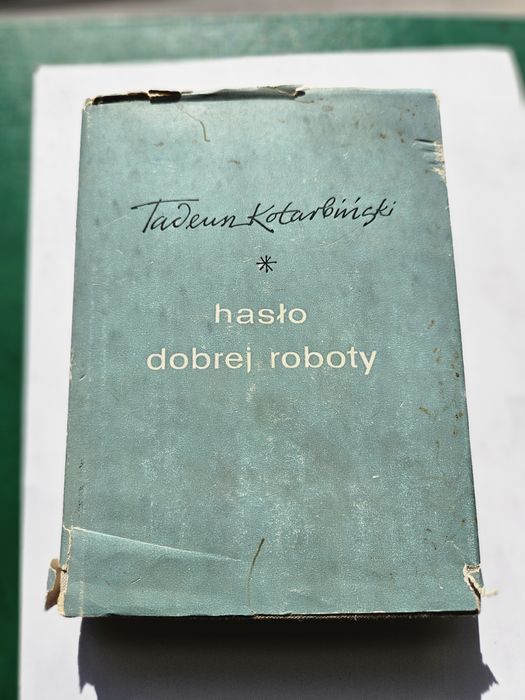 Tadeusz Kotarbiński
*
hasło
dobrej roboty